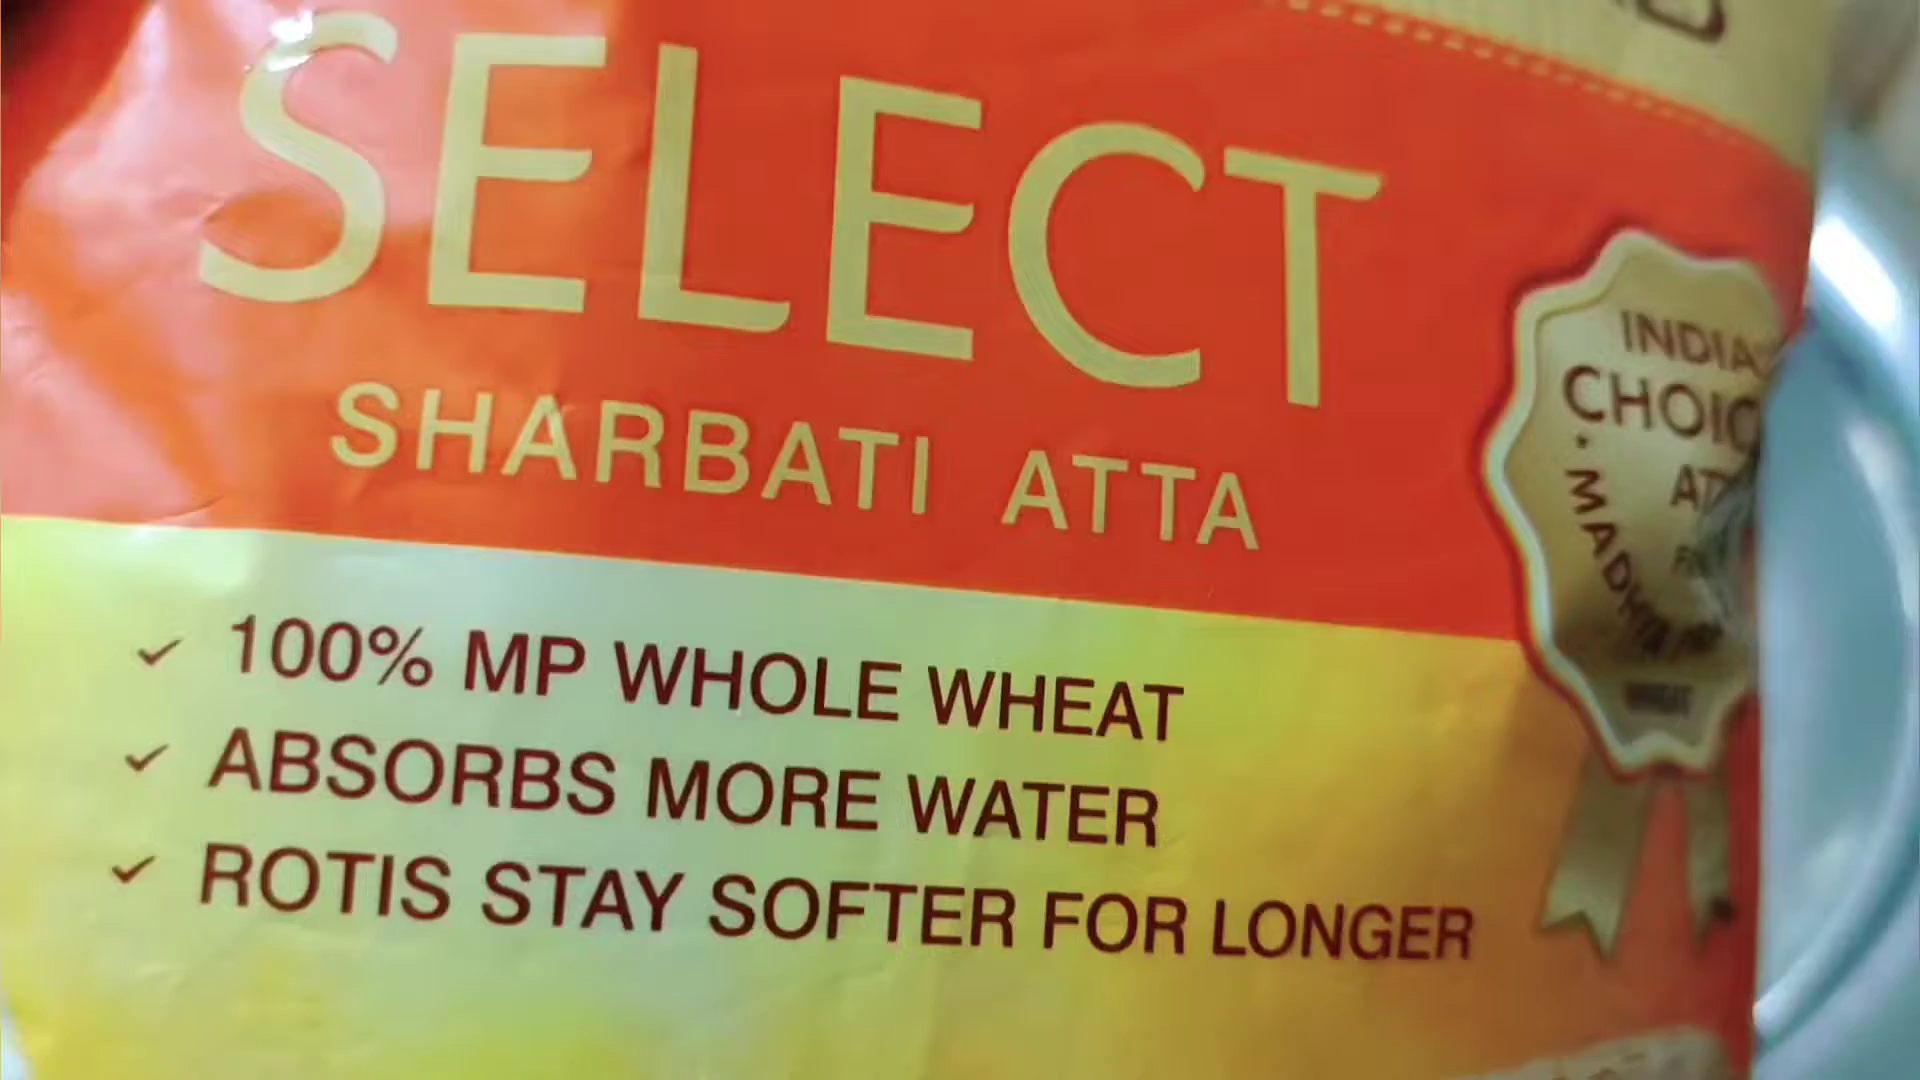 SELECT
SHARBATI ATTA
100% MP WHOLE WHEAT
ABSORBS MORE WATER
ROTIS STAY SOFTER FOR LONGER